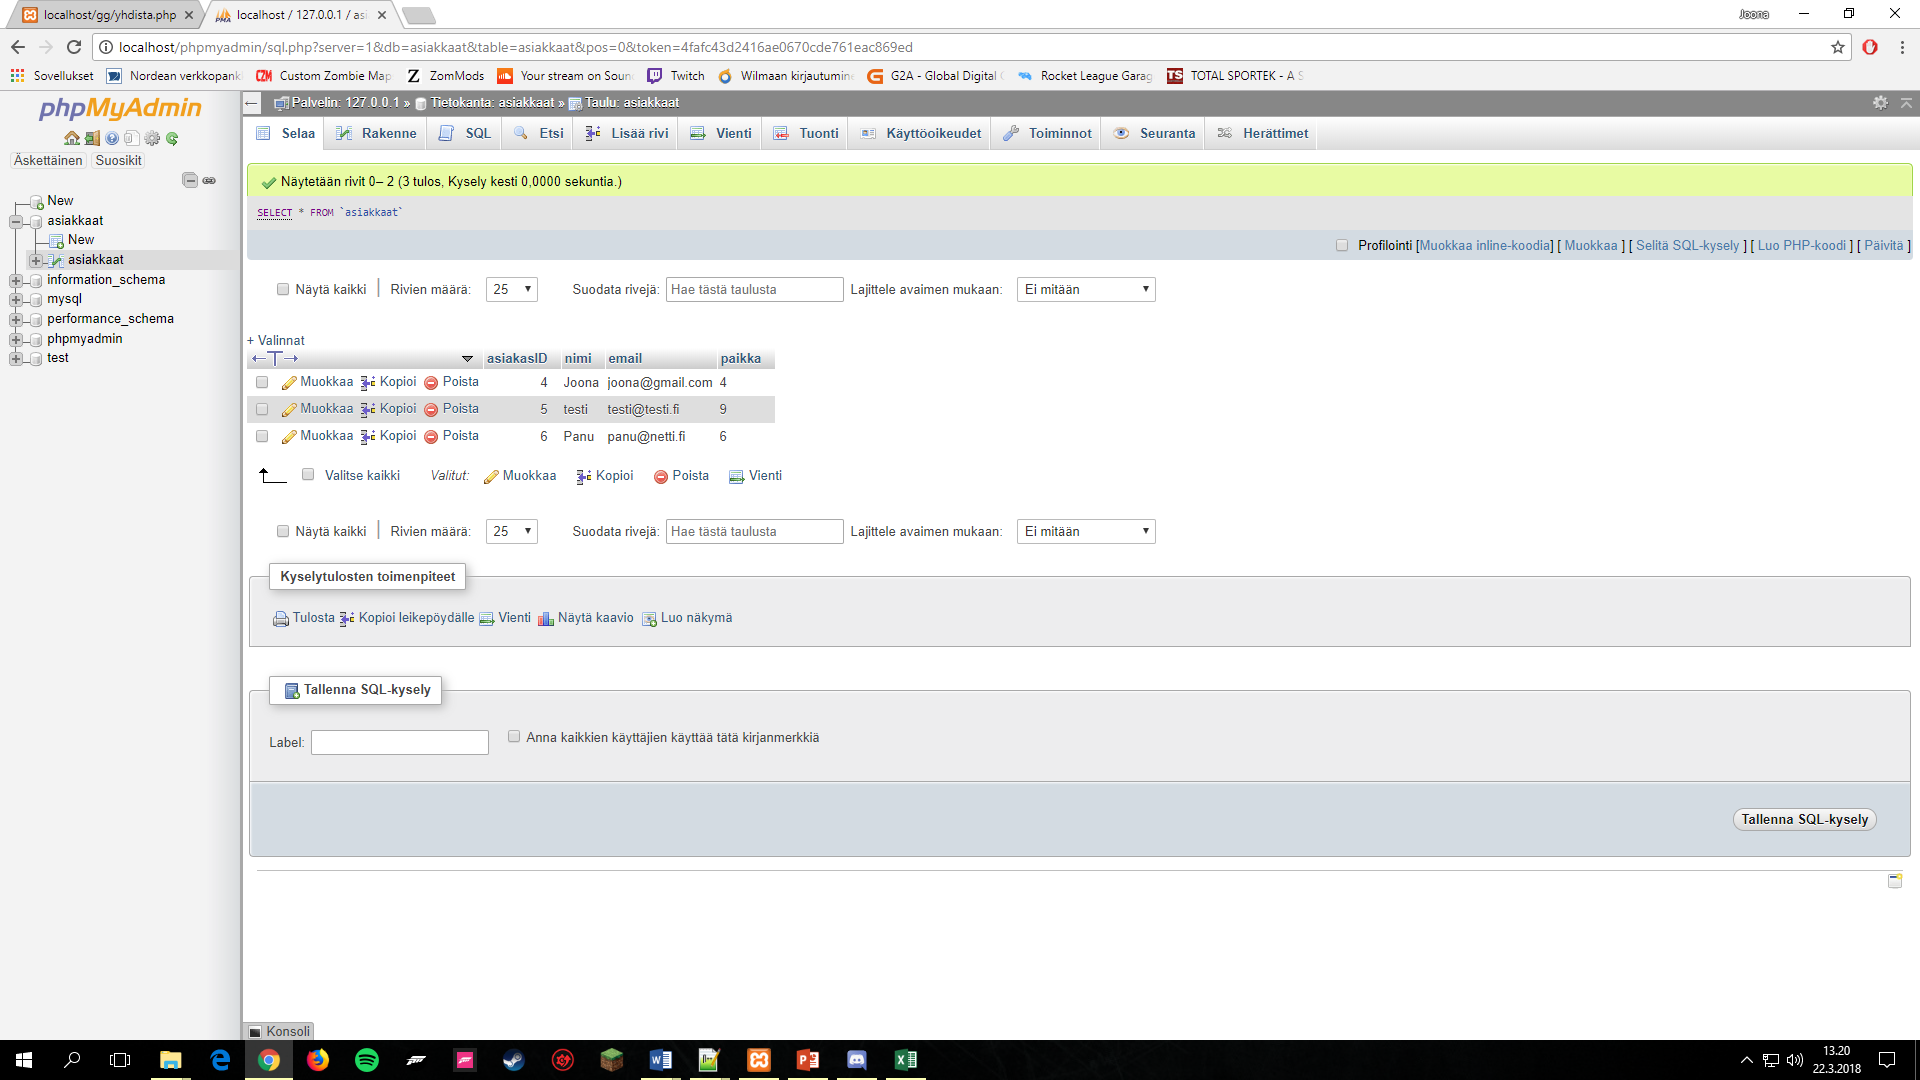 localhost/gg/yhdista.php
localhost / 127.0.0.1 / asi
Joona
localhost/phpmyadmin/sql.php?server=1&db=asiakkaat&table=asiakkaat&pos=0&token=4fafc43d2416ae0670cde761eac869ed
Sovellukset Nordean verkkopank Custom Zombie Map ZomMods Your stream on Soun Twitch Wilmaan kirjautumin G2A - Global Digital Rocket League Garag TOTAL SPORTEK - A S
phpMyAdmin
Äskettäinen Suosikit
New
asiakkaat
New
asiakkaat
information_schema
mysql
performance_schema
phpmyadmin
test
Palvelin: 127.0.0.1 » Tietokanta: asiakkaat » Taulu: asiakkaat
Selaa Rakenne SQL Etsi Lisää rivi Vienti Tuonti Käyttöoikeudet Toiminnot Seuranta Herättimet
Näytetään rivit 0– 2 (3 tulos, Kysely kesti 0,0000 sekuntia.)
SELECT * FROM `asiakkaat`
Profilointi [Muokkaa inline-koodia] [ Muokkaa ] [ Selitä SQL-kysely ] [ Luo PHP-koodi ] [ Päivitä ]
Näytä kaikki Rivien määrä: 25 Suodata rivejä: Hae tästä taulusta Lajittele avaimen mukaan: Ei mitään
+ Valinnat
asiakasID nimi email paikka
Muokkaa Kopioi Poista 4 Joona joona@gmail.com 4
Muokkaa Kopioi Poista 5 testi testi@testi.fi 9
Muokkaa Kopioi Poista 6 Panu panu@netti.fi 6
Valitse kaikki Valitut: Muokkaa Kopioi Poista Vienti
Näytä kaikki Rivien määrä: 25 Suodata rivejä: Hae tästä taulusta Lajittele avaimen mukaan: Ei mitään
Kyselytulosten toimenpiteet
Tulosta Kopioi leikepöydälle Vienti Näytä kaavio Luo näkymä
Tallenna SQL-kysely
Label: Anna kaikkien käyttäjien käyttää tätä kirjanmerkkiä
Tallenna SQL-kysely
Konsoli
13.20
22.3.2018